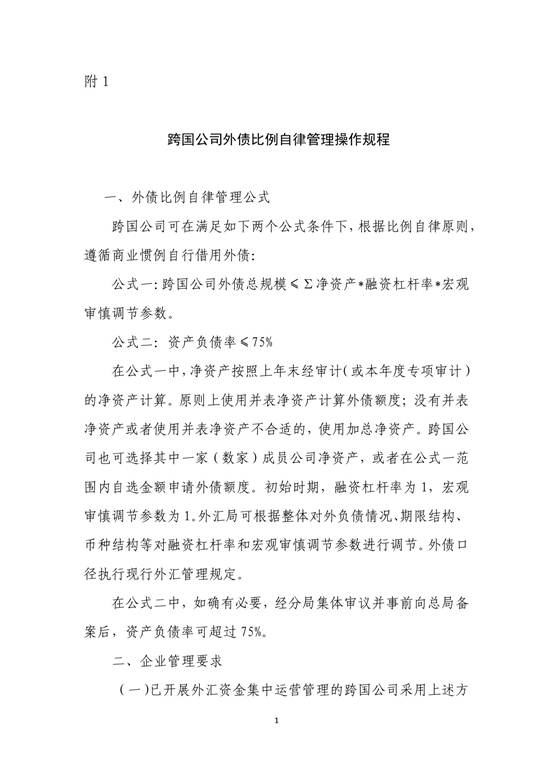 附 1
跨国公司外债比例自律管理操作规程
一、外债比例自律管理公式
跨国公司可在满足如下两个公式条件下，根据比例自律原则，
遵循商业惯例自行借用外债：
公式一：跨国公司外债总规模≤Σ净资产*融资杠杆率*宏观
审慎调节参数。
公式二：资产负债率≤75%
在公式一中，净资产按照上年末经审计（或本年度专项审计）
的净资产计算。原则上使用并表净资产计算外债额度；没有并表
净资产或者使用并表净资产不合适的，使用加总净资产。跨国公
司也可选择其中一家（数家）成员公司净资产，或者在公式一范
围内自选金额申请外债额度。初始时期，融资杠杆率为 1，宏观
审慎调节参数为 1。外汇局可根据整体对外负债情况、期限结构、
币种结构等对融资杠杆率和宏观审慎调节参数进行调节。外债口
径执行现行外汇管理规定。
在公式二中，如确有必要，经分局集体审议并事前向总局备
案后，资产负债率可超过 75%。
二、企业管理要求
（一）已开展外汇资金集中运营管理的跨国公司采用上述方
1